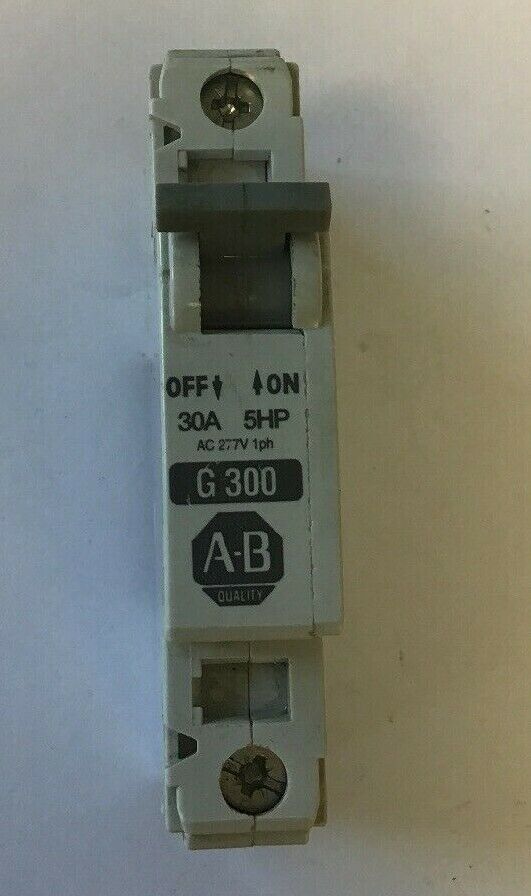 OFF↓ ↑ON
30A 5HP
AC 277V 1ph
G 300
A-B
QUALITY